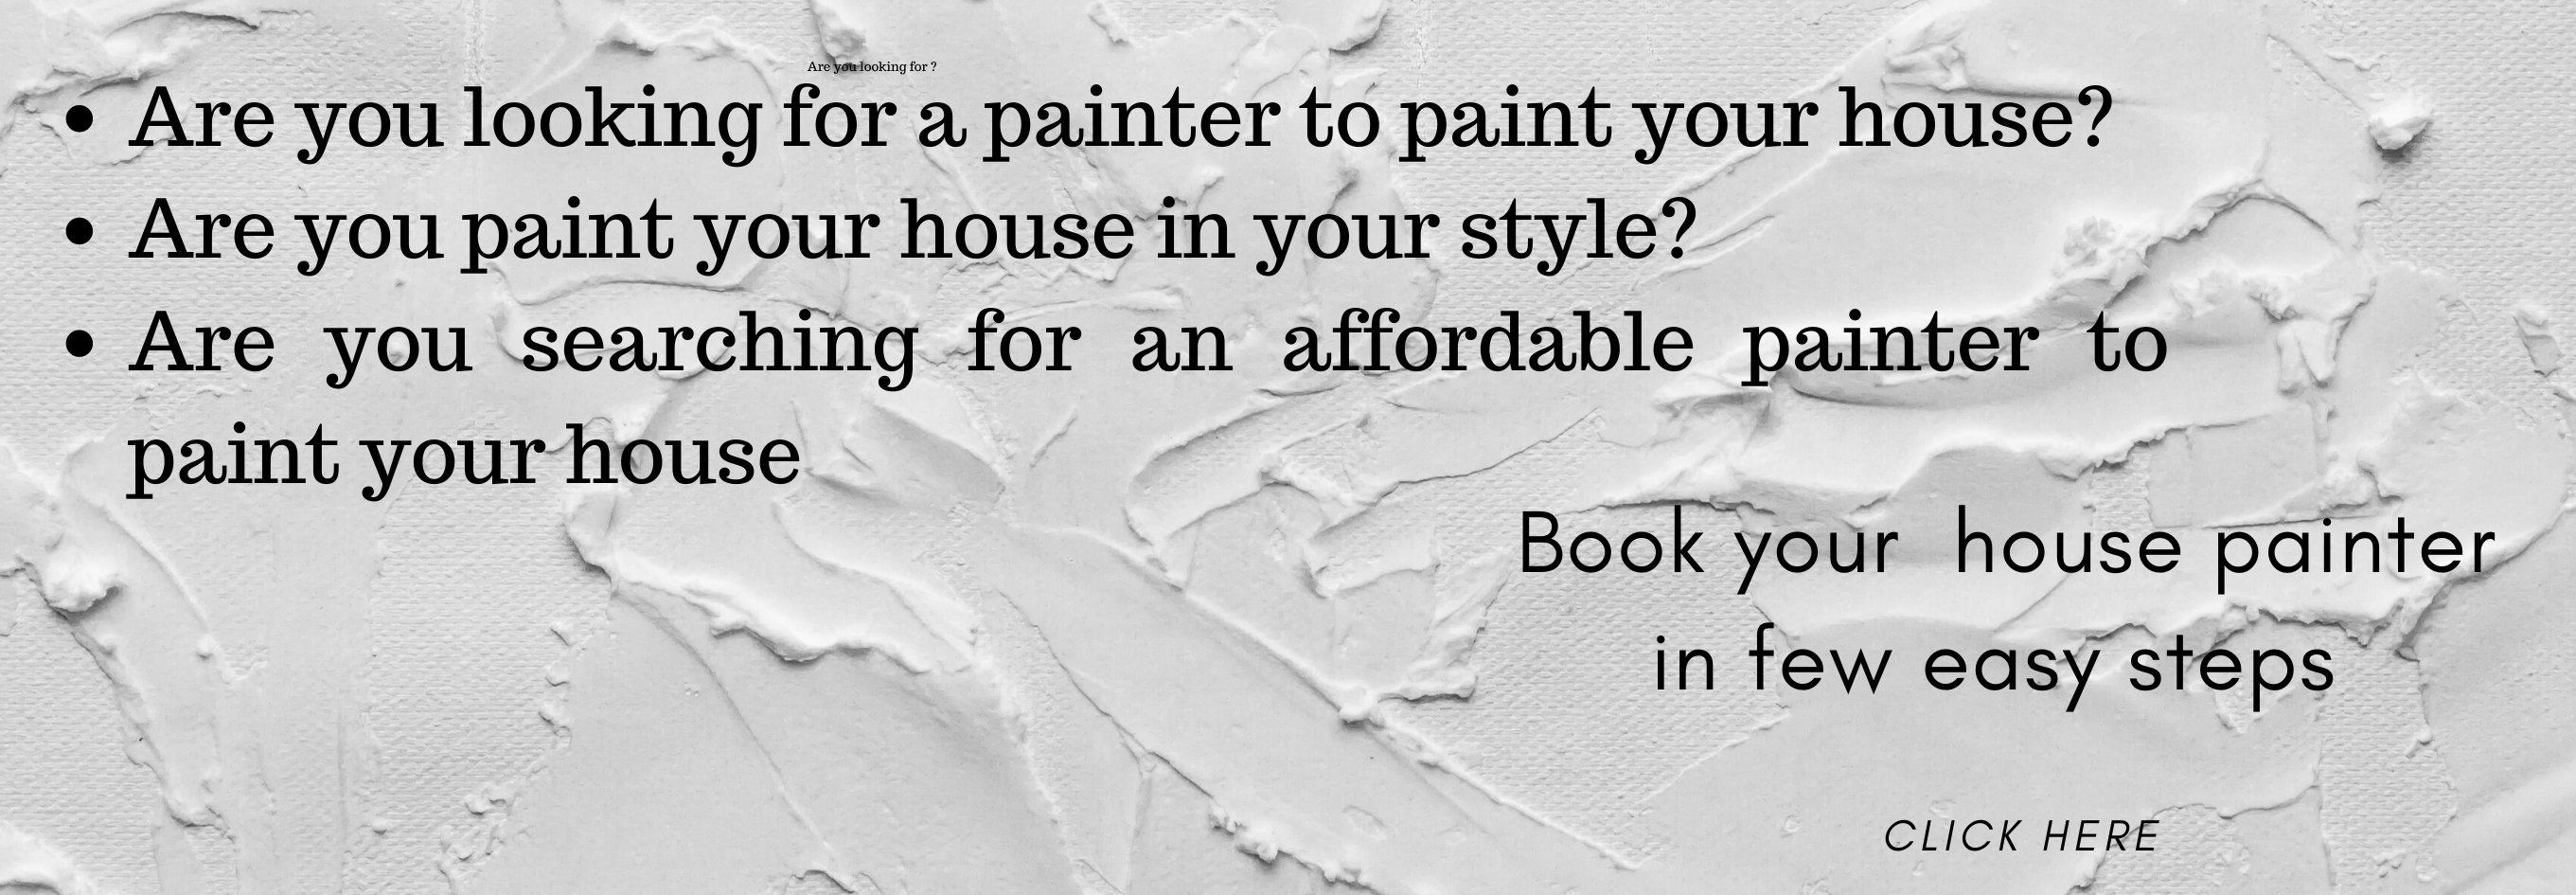 Are you looking for ?
• Are you looking for a painter to paint your house?
• Are you paint your house in your style?
• Are you searching for an affordable painter to
paint your house
Book your house painter
in few easy steps
CLICK HERE